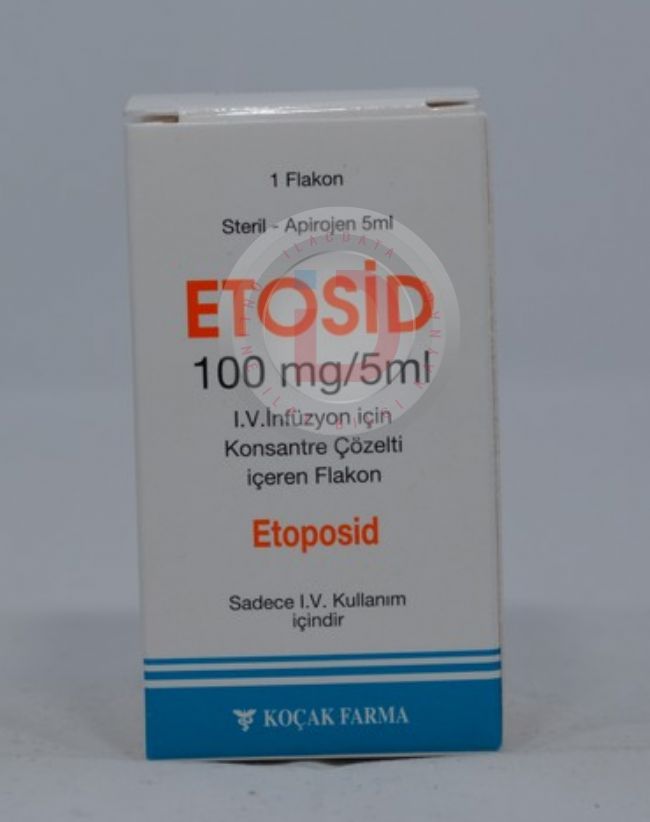 1 Flakon
Steril - Apirojen 5ml
ETOSİD
100 mg/5ml
I.V.İnfüzyon için
Konsantre Çözelti
içeren Flakon
Etoposid
Sadece I.V. Kullanım
içindir
KOÇAK FARMA